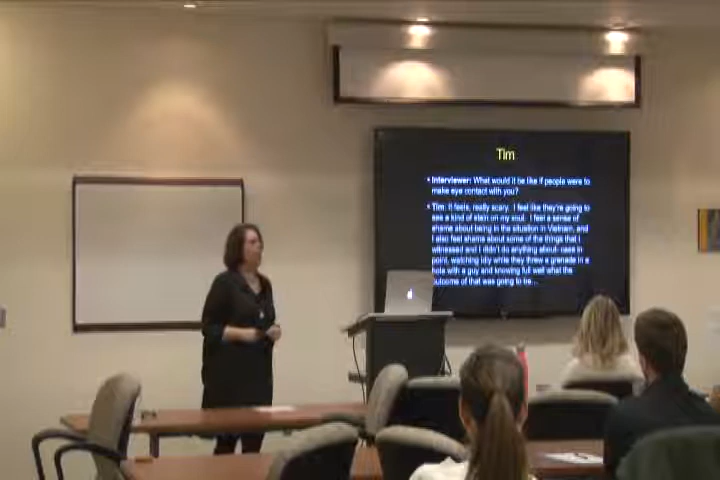 Tim
• Interviewer: What would it be like if people were to
make eye contact with you?
• Tim: It feels, really scary. I feel like they're going to
see a kind of stain on my soul. I feel a sense of
shame about being in the situation in Vietnam, and
I also feel shame about some of the things that I
witnessed and I didn't do anything about- case in
point, watching idly while they threw a grenade in a
hole with a guy and knowing full well what the
outcome of that was going to be...